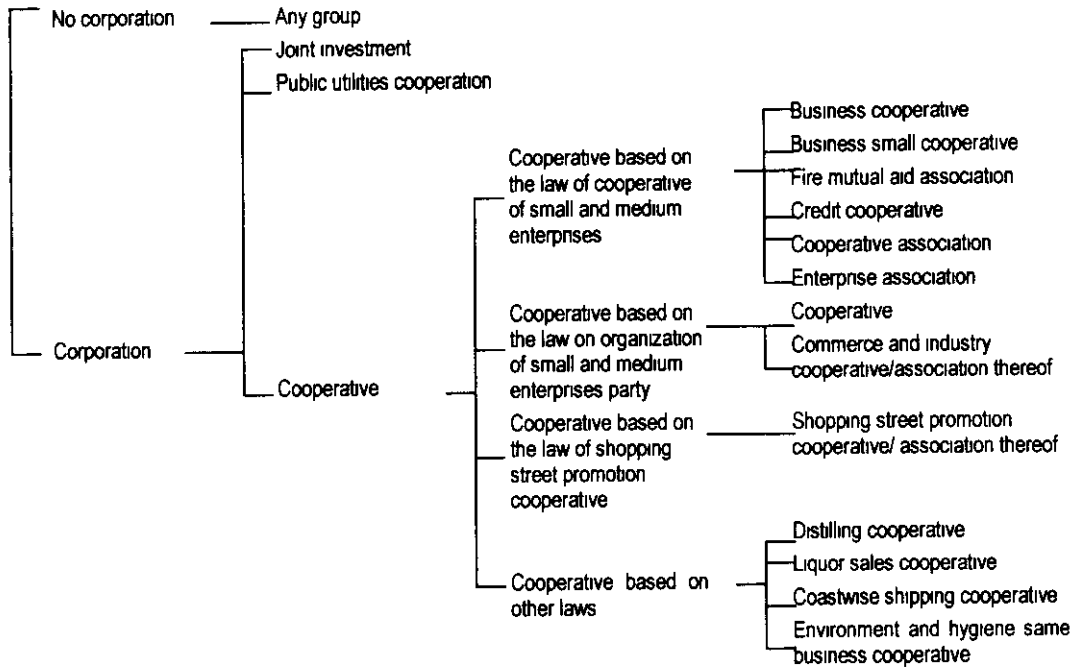 No corporation
Any group
Joint investment
Public utilities cooperation
Corporation
Cooperative
Cooperative based on
the law of cooperative
of small and medium
enterprises
Business cooperative
Business small cooperative
Fire mutual aid association
Credit cooperative
Cooperative association
Enterprise association
Cooperative based on
the law on organization
of small and medium
enterprises party
Cooperative
Commerce and industry
cooperative/association thereof
Cooperative based on
the law of shopping
street promotion
cooperative
Shopping street promotion
cooperative/ association thereof
Cooperative based on
other laws
Distilling cooperative
Liquor sales cooperative
Coastwise shipping cooperative
Environment and hygiene same
business cooperative